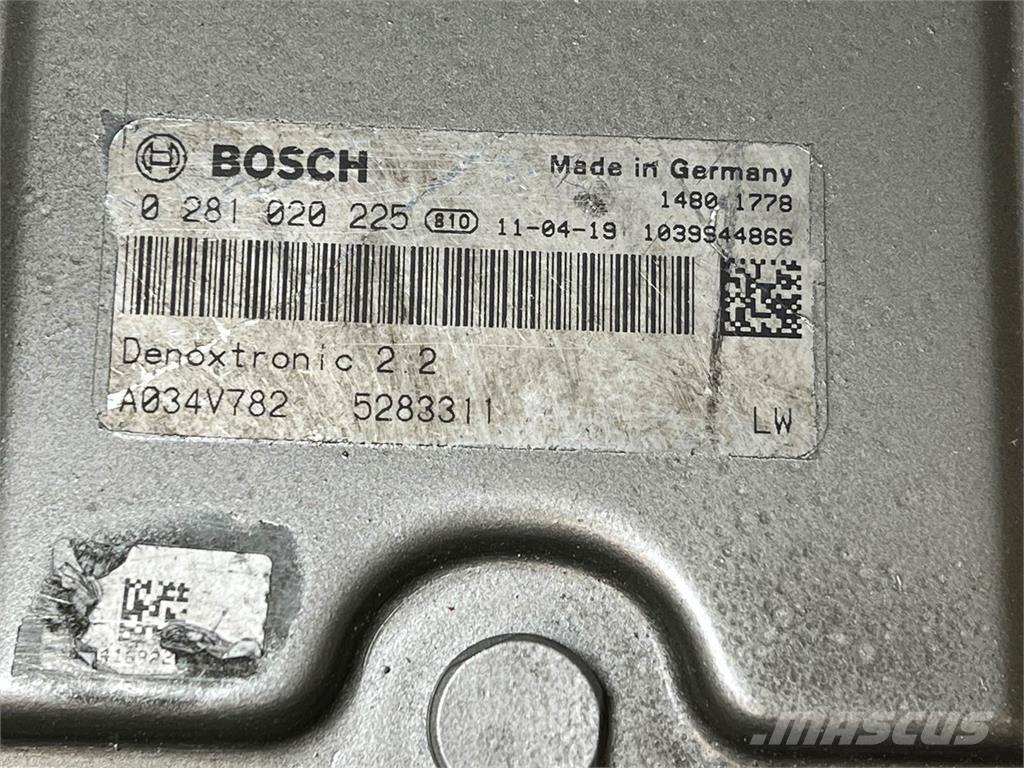 BOSCH
Made in Germany
1480 1778
0 281 020 225 810 11-04-19 1039S44866
Denoxtronic 2.2
A034V782 5283311
LW
MASCUS